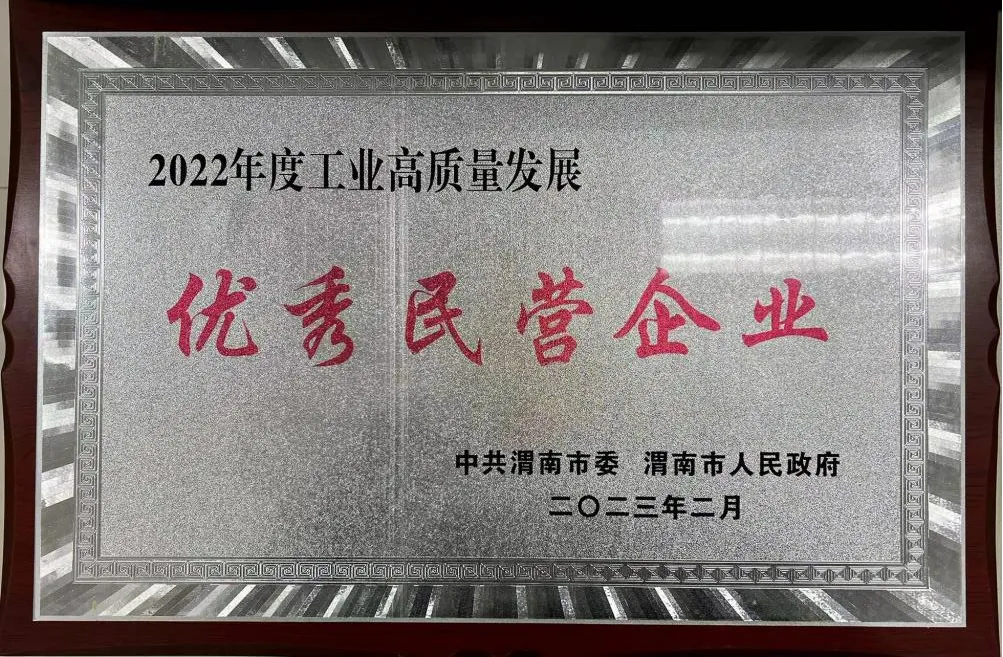 2022年度工业高质量发展
优秀民营企业
中共渭南市委 渭南市人民政府
二〇二三年二月